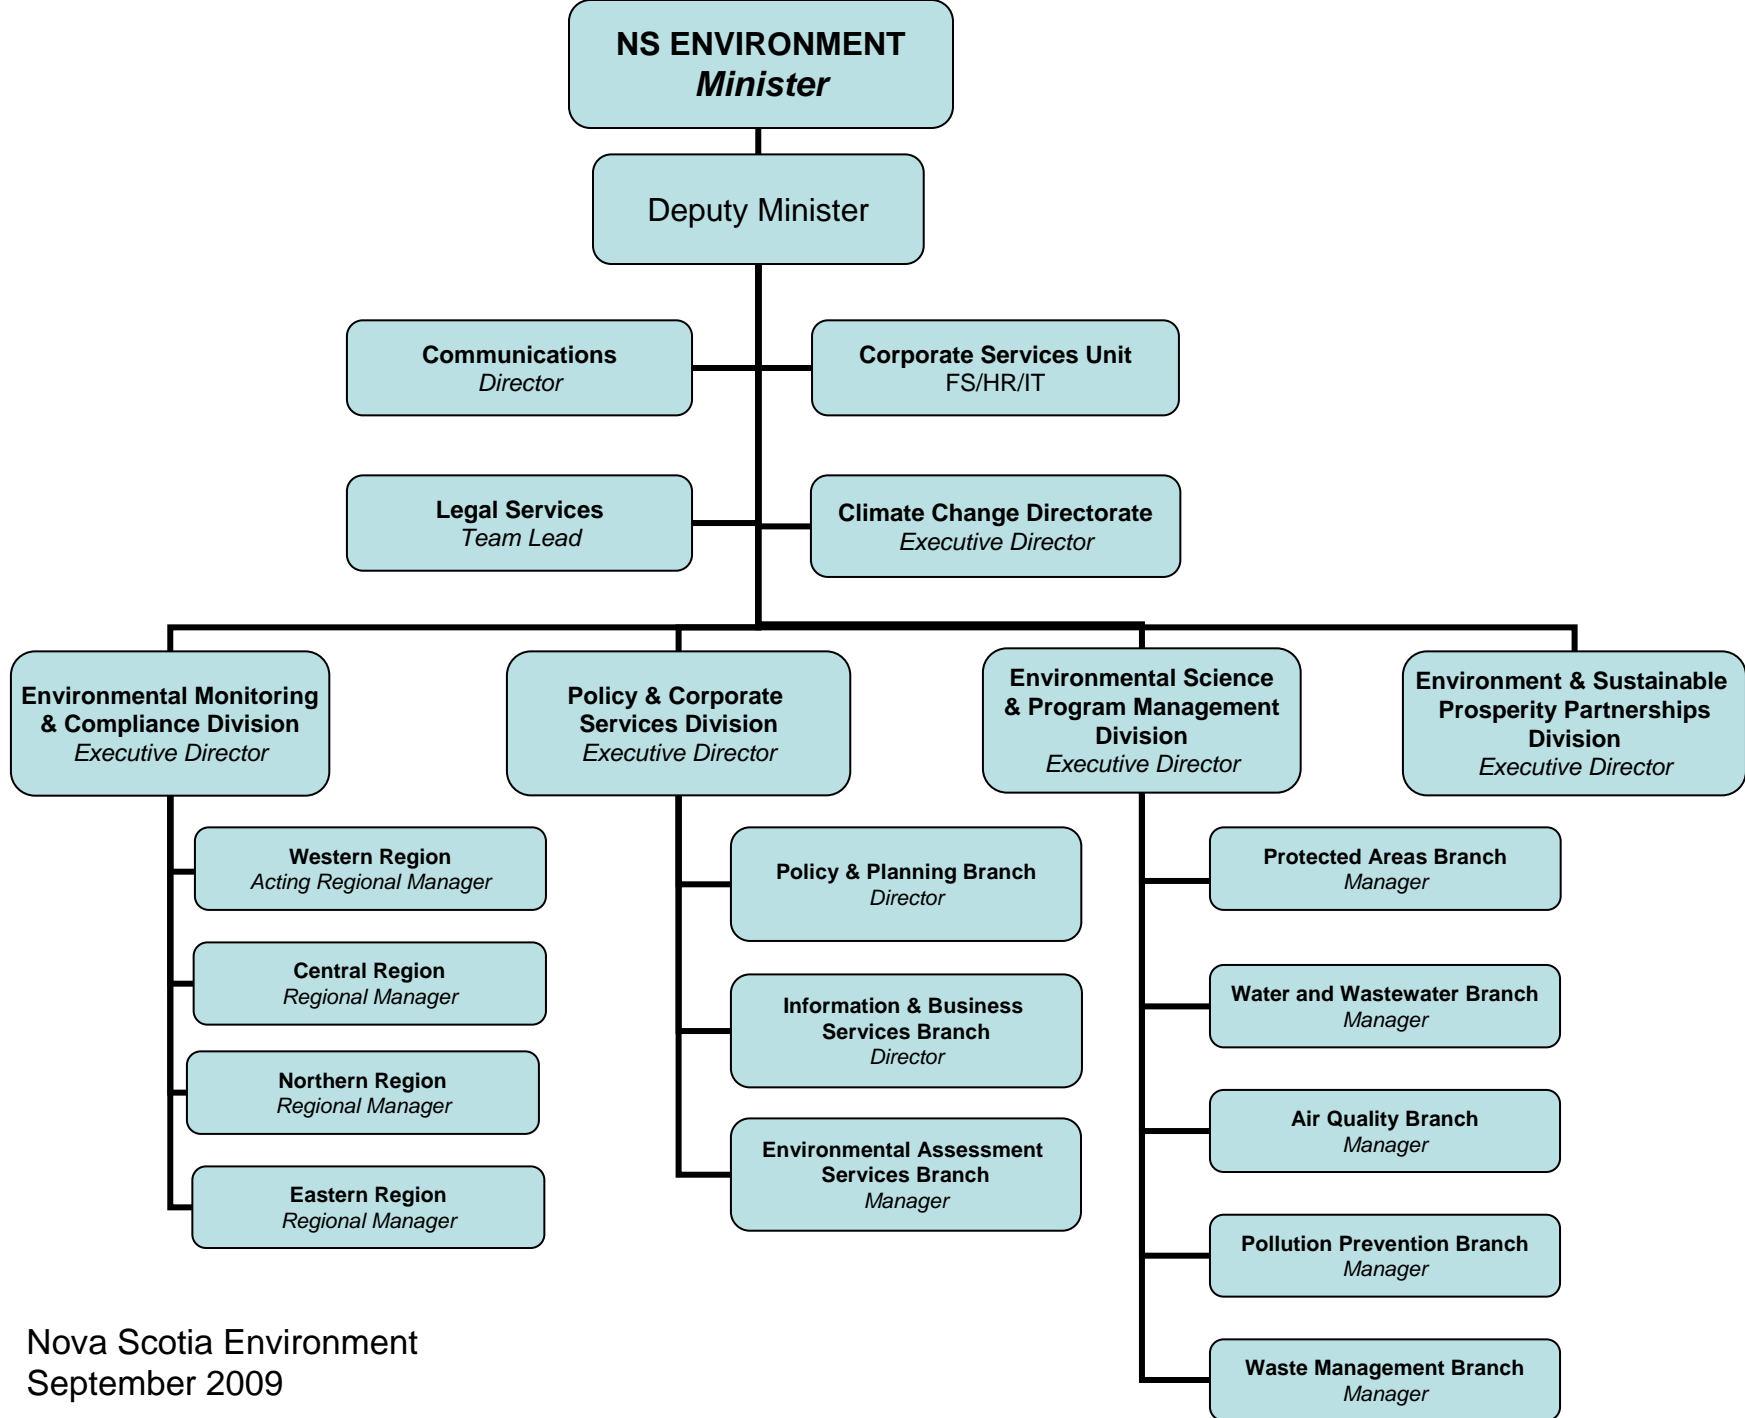 NS ENVIRONMENT
Minister
Deputy Minister
Communications
Director
Corporate Services Unit
FS/HR/IT
Legal Services
Team Lead
Climate Change Directorate
Executive Director
Environmental Monitoring
& Compliance Division
Executive Director
Policy & Corporate
Services Division
Executive Director
Environmental Science
& Program Management
Division
Executive Director
Environment & Sustainable
Prosperity Partnerships
Division
Executive Director
Western Region
Acting Regional Manager
Central Region
Regional Manager
Northern Region
Regional Manager
Eastern Region
Regional Manager
Policy & Planning Branch
Director
Information & Business
Services Branch
Director
Environmental Assessment
Services Branch
Manager
Protected Areas Branch
Manager
Water and Wastewater Branch
Manager
Air Quality Branch
Manager
Pollution Prevention Branch
Manager
Waste Management Branch
Manager
Nova Scotia Environment
September 2009